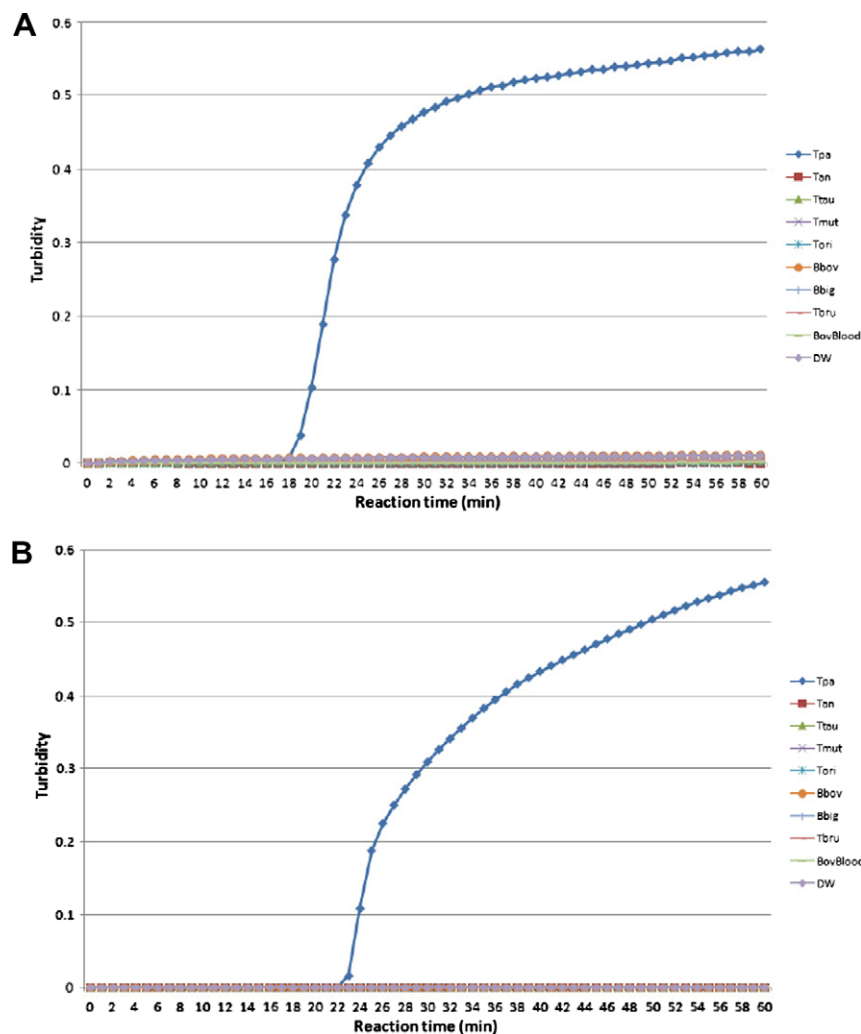 A
0.6
0.5
0.4
0.3
0.2
0.1
0
Turbidity
0 2 4 6 8 10 12 14 16 18 20 22 24 26 28 30 32 34 36 38 40 42 44 46 48 50 52 54 56 58 60
Reaction time (min)
Tpa
Tan
Ttau
Tmut
Tori
Bbov
Bbig
Tbru
BovBlood
DW
B
0.6
0.5
0.4
0.3
0.2
0.1
0
Turbidity
0 2 4 6 8 10 12 14 16 18 20 22 24 26 28 30 32 34 36 38 40 42 44 46 48 50 52 54 56 58 60
Reaction time (min)
Tpa
Tan
Ttau
Tmut
Tori
Bbov
Bbig
Tbru
BovBlood
DW